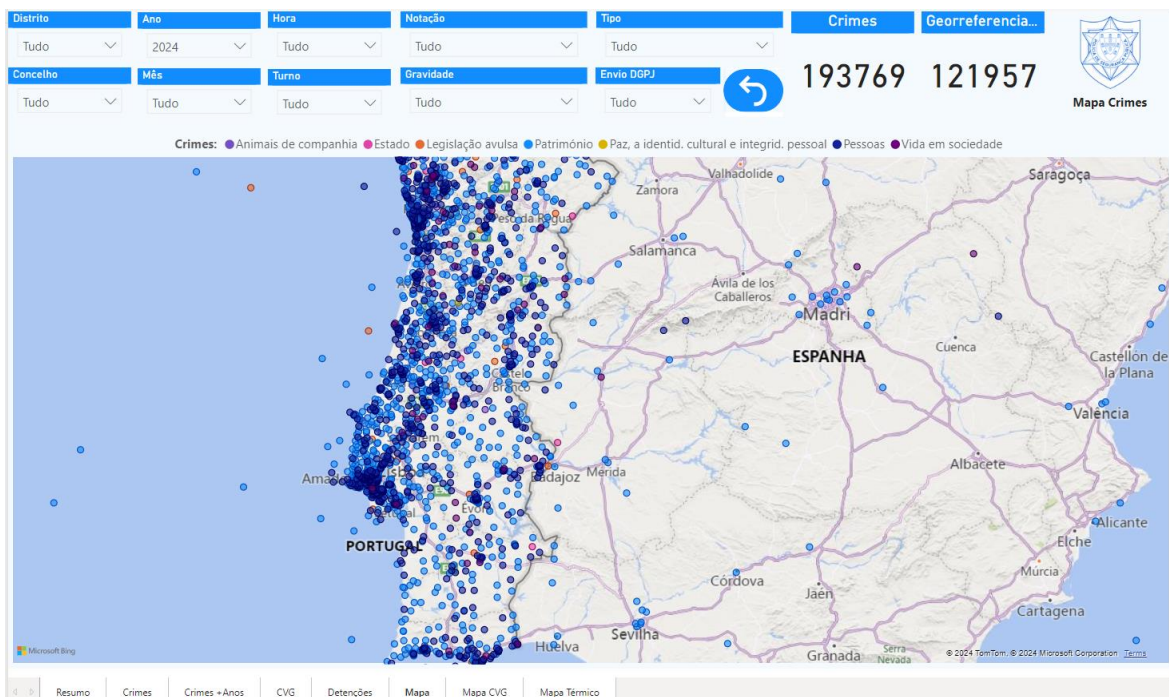 Distrito
Ano
Hora
Notação
Tipo
Crimes
Georreferencia...
Tudo
2024
Tudo
Tudo
Tudo
193769
121957
Concelho
Mês
Turno
Gravidade
Envio DGPJ
Tudo
Tudo
Tudo
Tudo
Tudo
Mapa Crimes
Crimes: Animais de companhia Estado Legislação avulsa Património Paz, a identid. cultural e integrid. pessoal Pessoas Vida em sociedade
Valhadolide
Zamora
Saragoça
Salamanca
Ávila de los
Caballeros
Madri
ESPANHA
Cuenca
Castellón de
la Plana
Valência
Albacete
Badajoz
Mérida
Alicante
Elche
PORTUGAL
Múrcia
Córdova
Jaén
Cartagena
Sevilha
Huelva
Granada
Serra
Nevada
Microsoft Bing
© 2024 TomTom, © 2024 Microsoft Corporation Terms
Resumo
Crimes
Crimes +Anos
CVG
Detenções
Mapa
Mapa CVG
Mapa Térmico